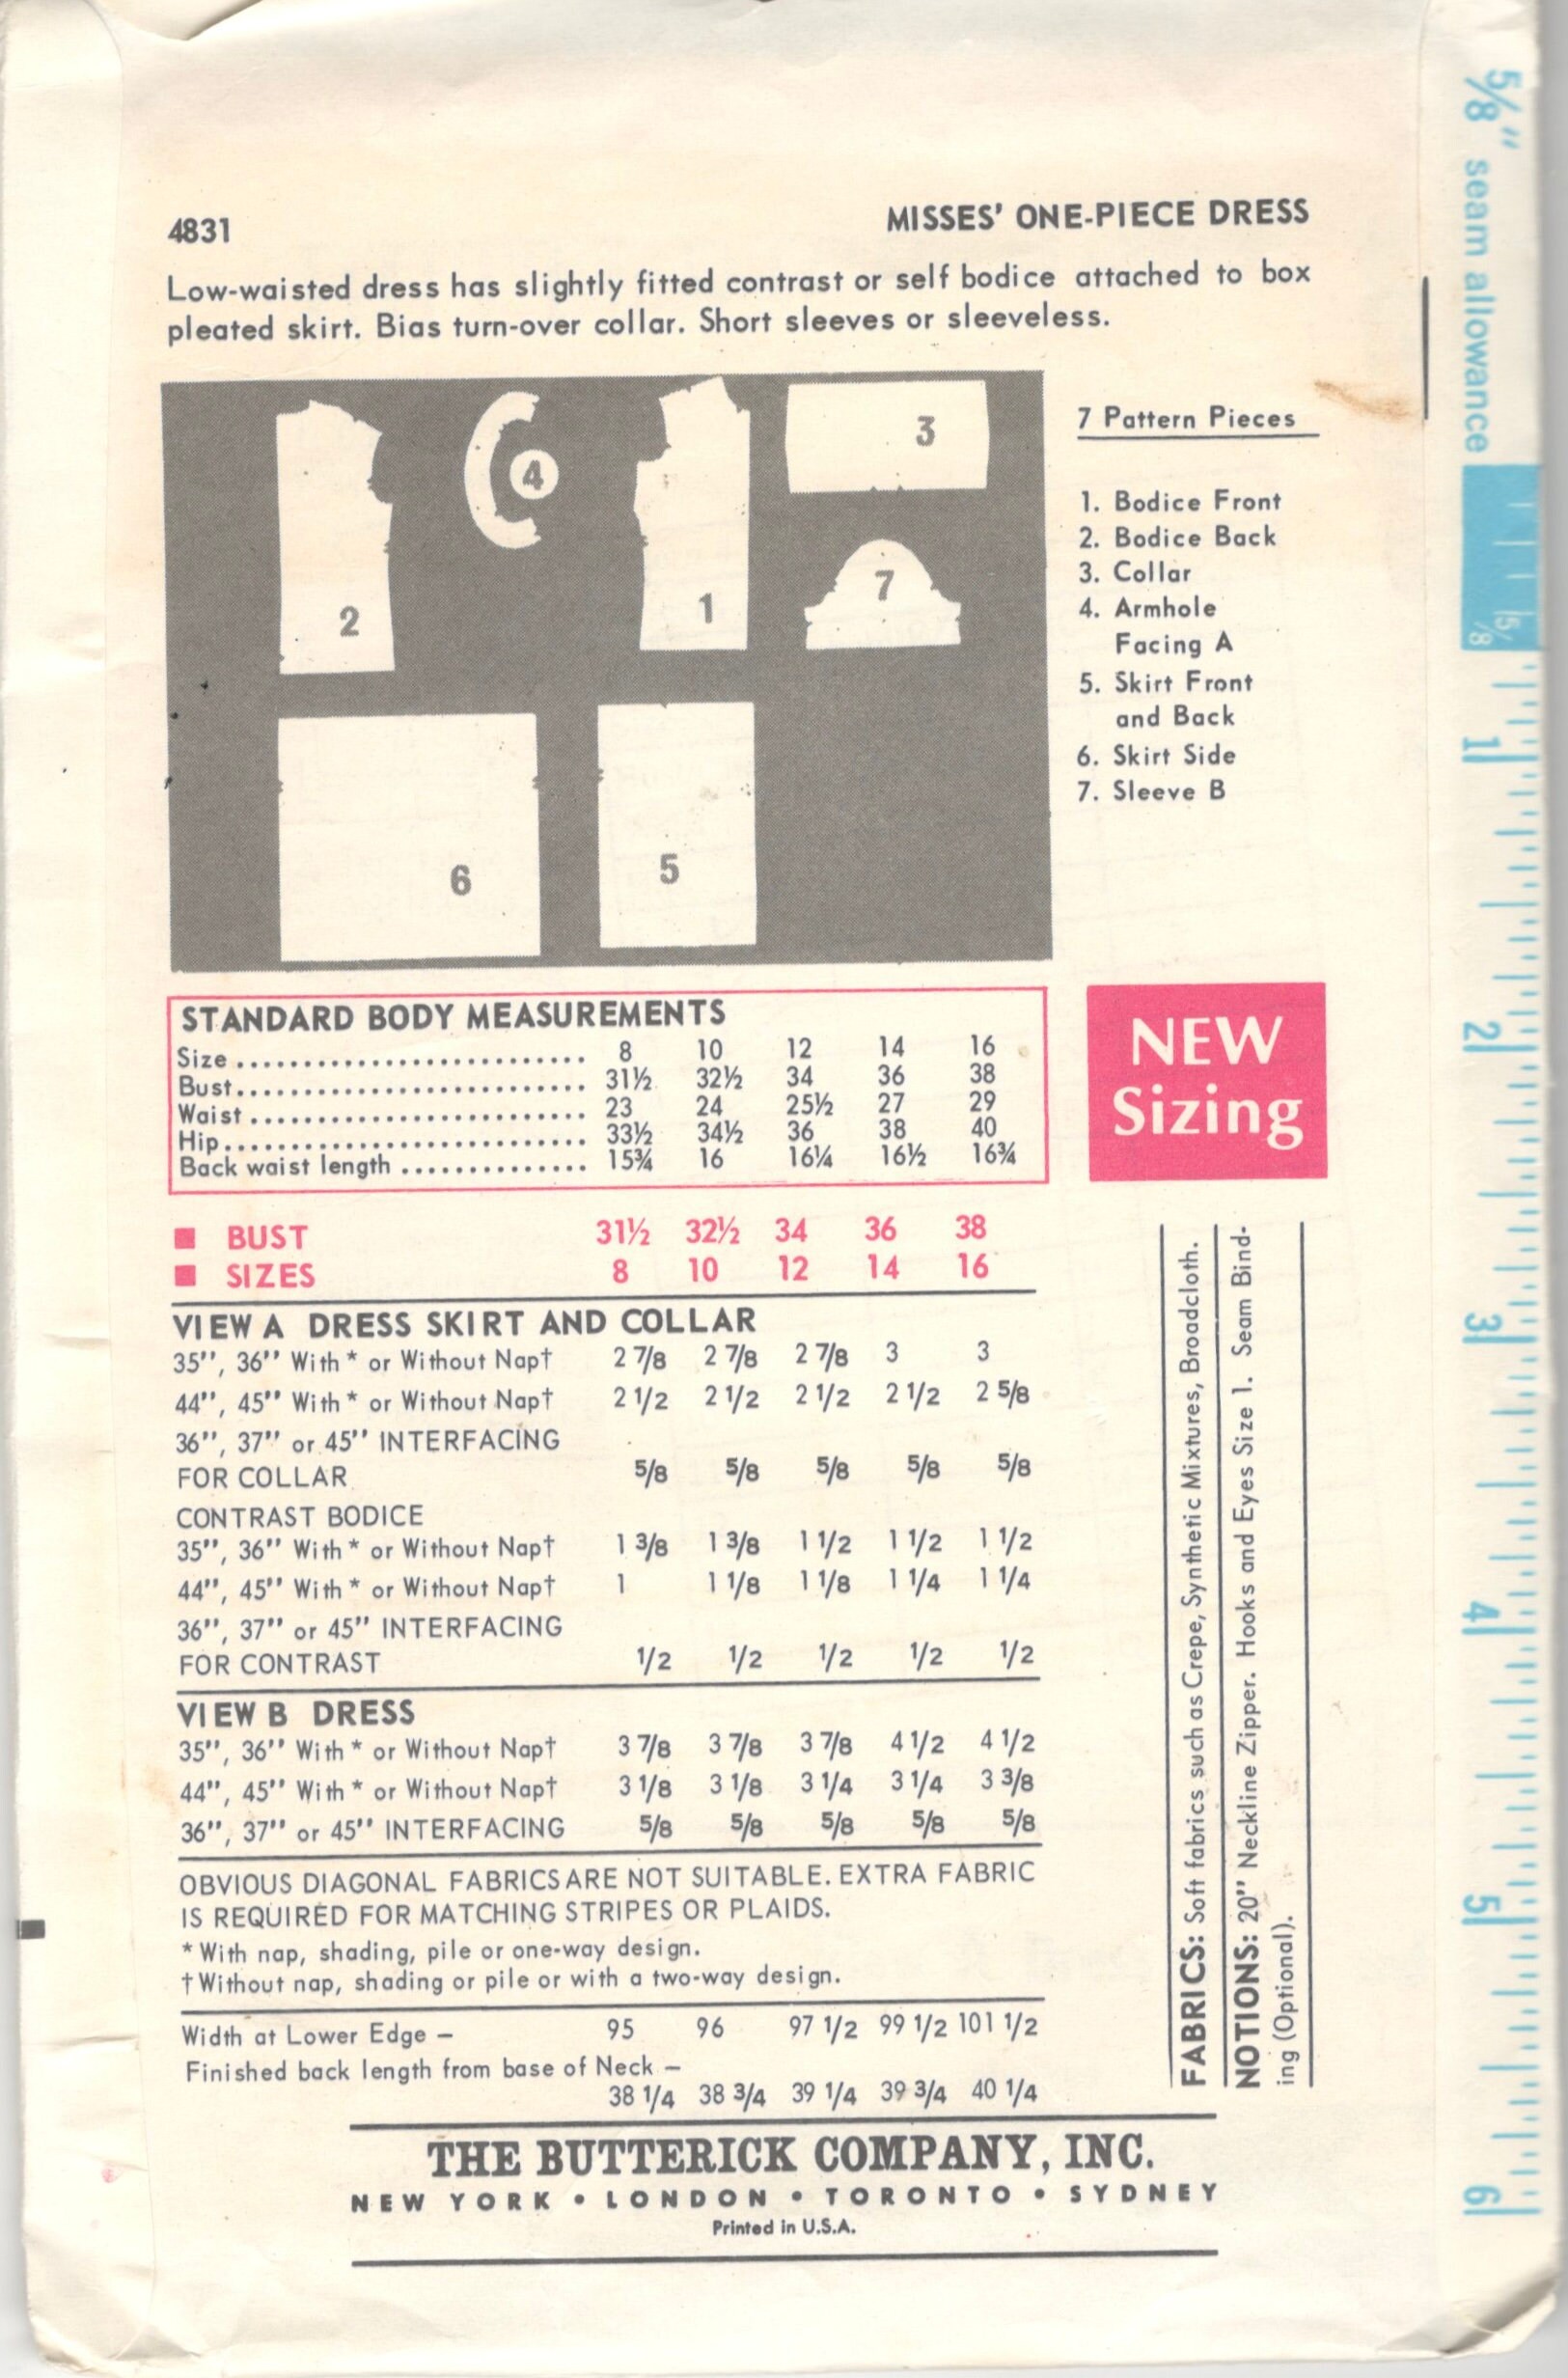 4831
MISSES' ONE-PIECE DRESS
Low-waisted dress has slightly fitted contrast or self bodice attached to box
pleated skirt. Bias turn-over collar. Short sleeves or sleeveless.
2
4
1
3
7
6
5
7 Pattern Pieces
1. Bodice Front
2. Bodice Back
3. Collar
4. Armhole
Facing A
5. Skirt Front
and Back
6. Skirt Side
7. Sleeve B
STANDARD BODY MEASUREMENTS
Size .......................... 8 10 12 14 16
Bust.......................... 31½ 32½ 34 36 38
Waist ......................... 23 24 25½ 27 29
Hip........................... 33½ 34½ 36 38 40
Back waist length .............. 15¾ 16 16¼ 16½ 16¾
NEW
Sizing
■ BUST 31½ 32½ 34 36 38
■ SIZES 8 10 12 14 16
VIEW A DRESS SKIRT AND COLLAR
35'', 36'' With * or Without Nap† 2 7/8 2 7/8 2 7/8 3 3
44'', 45'' With * or Without Nap† 2 1/2 2 1/2 2 1/2 2 1/2 2 5/8
36'', 37'' or 45'' INTERFACING
FOR COLLAR 5/8 5/8 5/8 5/8 5/8
CONTRAST BODICE
35'', 36'' With * or Without Nap† 1 3/8 1 3/8 1 1/2 1 1/2 1 1/2
44'', 45'' With * or Without Nap† 1 1 1/8 1 1/8 1 1/4 1 1/4
36'', 37'' or 45'' INTERFACING
FOR CONTRAST 1/2 1/2 1/2 1/2 1/2
VIEW B DRESS
35'', 36'' With * or Without Nap† 3 7/8 3 7/8 3 7/8 4 1/2 4 1/2
44'', 45'' With * or Without Nap† 3 1/8 3 1/8 3 1/4 3 1/4 3 3/8
36'', 37'' or 45'' INTERFACING 5/8 5/8 5/8 5/8 5/8
OBVIOUS DIAGONAL FABRICS ARE NOT SUITABLE. EXTRA FABRIC
IS REQUIRED FOR MATCHING STRIPES OR PLAIDS.
* With nap, shading, pile or one-way design.
† Without nap, shading or pile or with a two-way design.
Width at Lower Edge – 95 96 97 1/2 99 1/2 101 1/2
Finished back length from base of Neck –
38 1/4 38 3/4 39 1/4 39 3/4 40 1/4
FABRICS: Soft fabrics such as Crepe, Synthetic Mixtures, Broadcloth.
NOTIONS: 20'' Neckline Zipper. Hooks and Eyes Size 1. Seam Bind-
ing (Optional).
THE BUTTERICK COMPANY, INC.
NEW YORK • LONDON • TORONTO • SYDNEY
Printed in U.S.A.
5/8'' seam allowance
5/8
1
2
3
4
5
6